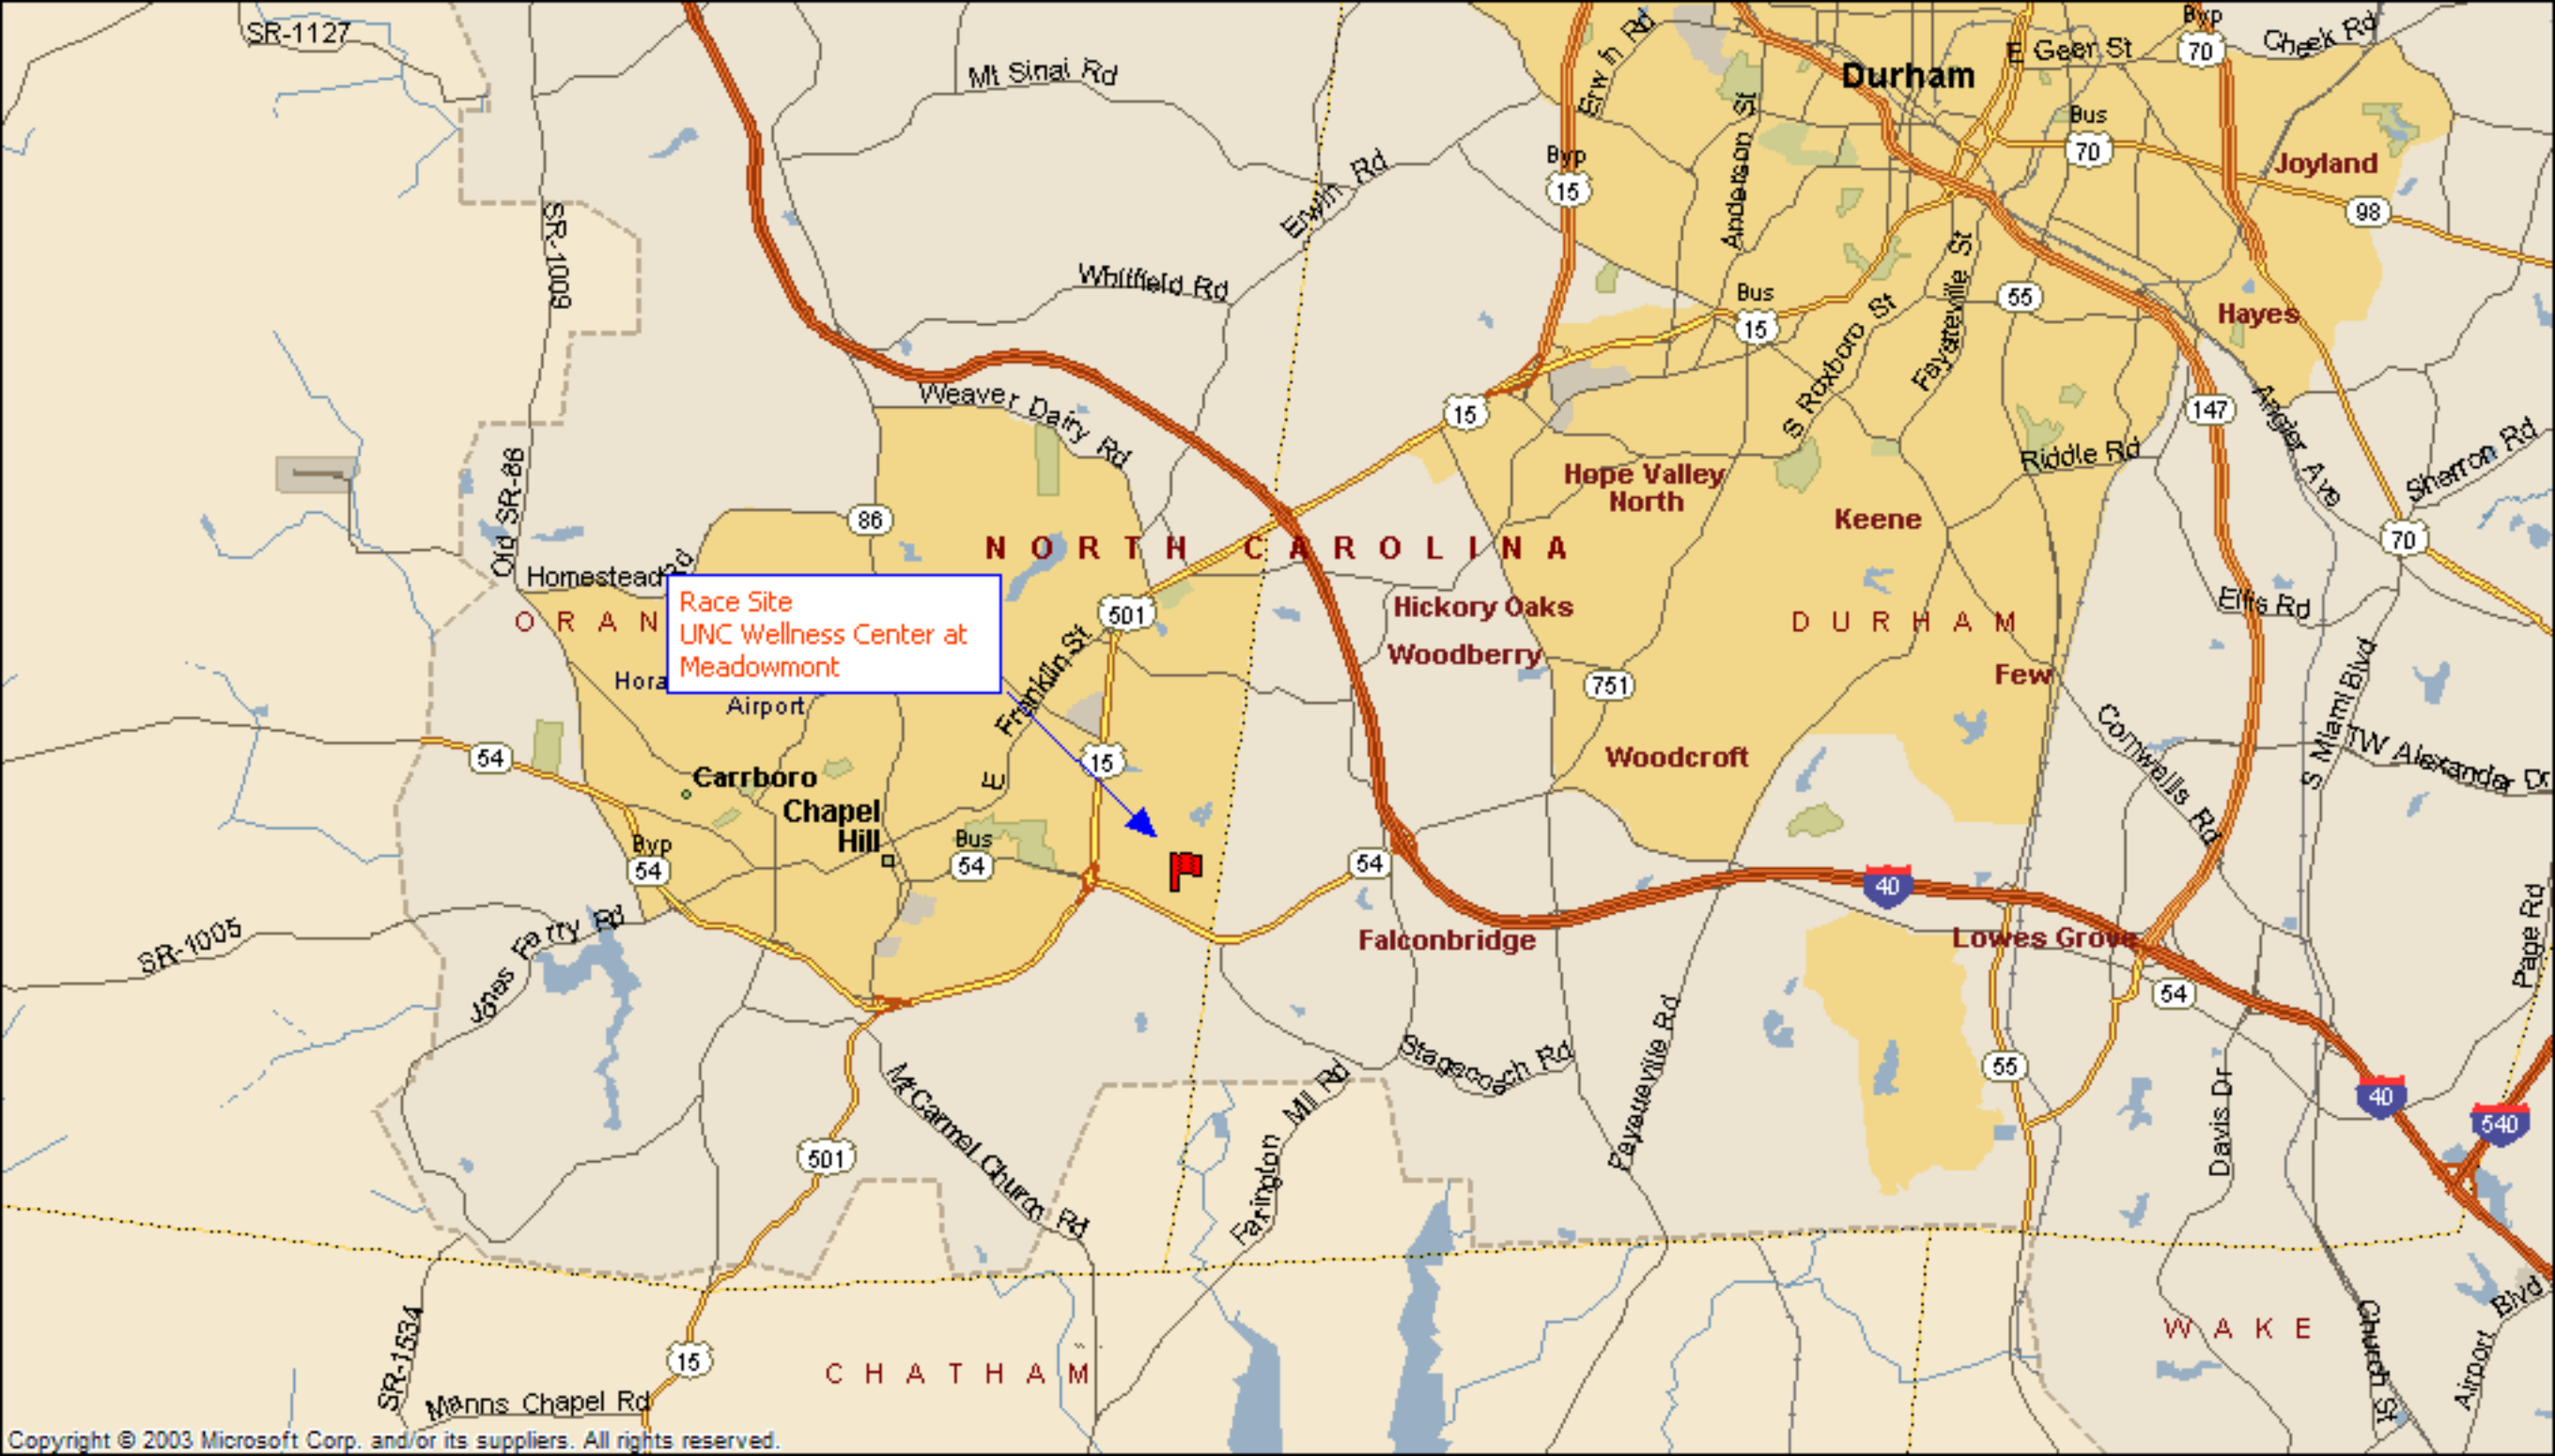 SR-1127
Mt Sinai Rd
Erwin Rd
Durham
E Geer St
Byp
70
Cheek Rd
Bus
70
Joyland
98
Anderson St
Byp
15
Erwin Rd
SR-1009
Whitfield Rd
Bus
15
Fayetteville St
55
Hayes
S Roxboro St
Weaver Dairy Rd
15
147
Angier Ave
Sherron Rd
Riddle Rd
Hope Valley
North
Keene
Old SR-86
86
NORTH CAROLINA
70
Homestead Rd
Race Site
UNC Wellness Center at
Meadowmont
ORAN
Hora
Airport
501
Franklin St
E
Hickory Oaks
Woodberry
DURHAM
Few
Ellis Rd
751
Woodcroft
Cornwallis Rd
S Miami Blvd
TW Alexander Dr
54
Carrboro
Chapel
Hill
15
Byp
54
Bus
54
54
40
Falconbridge
Lowes Grove
Page Rd
SR-1005
Jones Ferry Rd
54
Stagecoach Rd
Fayetteville Rd
55
Davis Dr
40
540
501
Mt Carmel Church Rd
Farrington Mill Rd
SR-1534
15
Manns Chapel Rd
CHATHAM
WAKE
Church St
Airport Blvd
Copyright © 2003 Microsoft Corp. and/or its suppliers. All rights reserved.